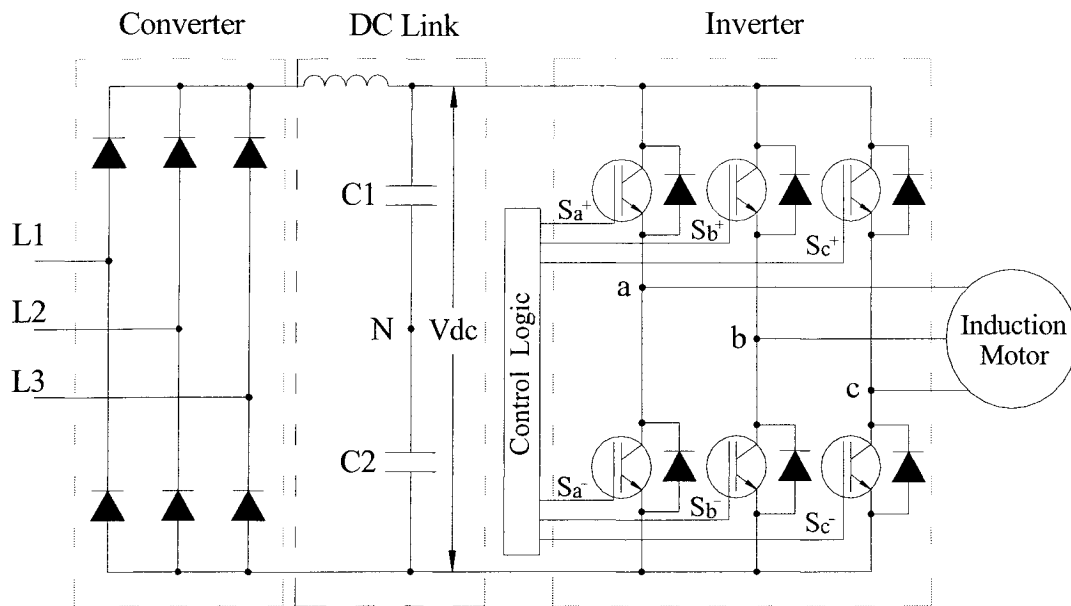 Converter
DC Link
Inverter
L1
L2
L3
C1
N
C2
Vdc
Control Logic
Sa+
Sb+
Sc+
a
b
c
Sa-
Sb-
Sc-
Induction
Motor